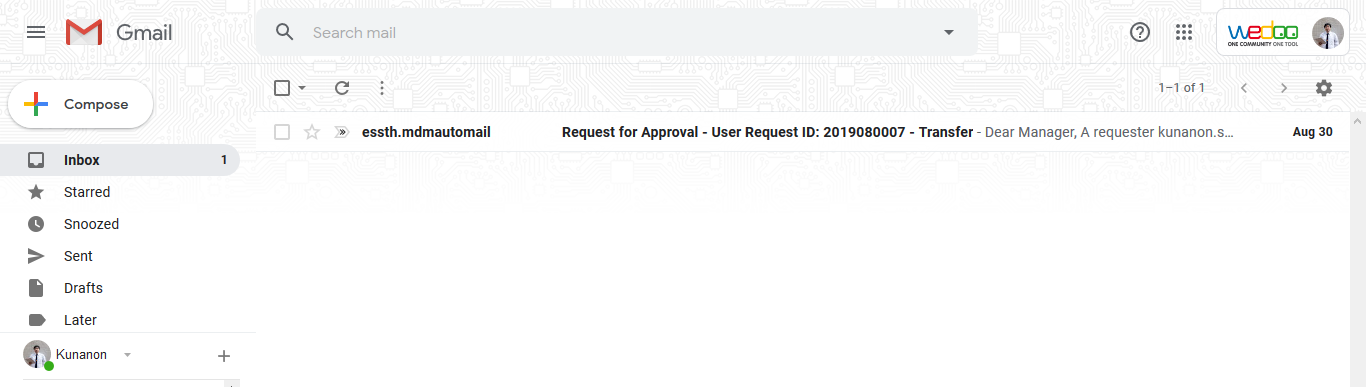 Gmail
Search mail
wedoo
ONE COMMUNITY ONE TOOL
Compose
1–1 of 1
essth.mdmautomail Request for Approval - User Request ID: 2019080007 - Transfer - Dear Manager, A requester kunanon.s... Aug 30
Inbox 1
Starred
Snoozed
Sent
Drafts
Later
Kunanon